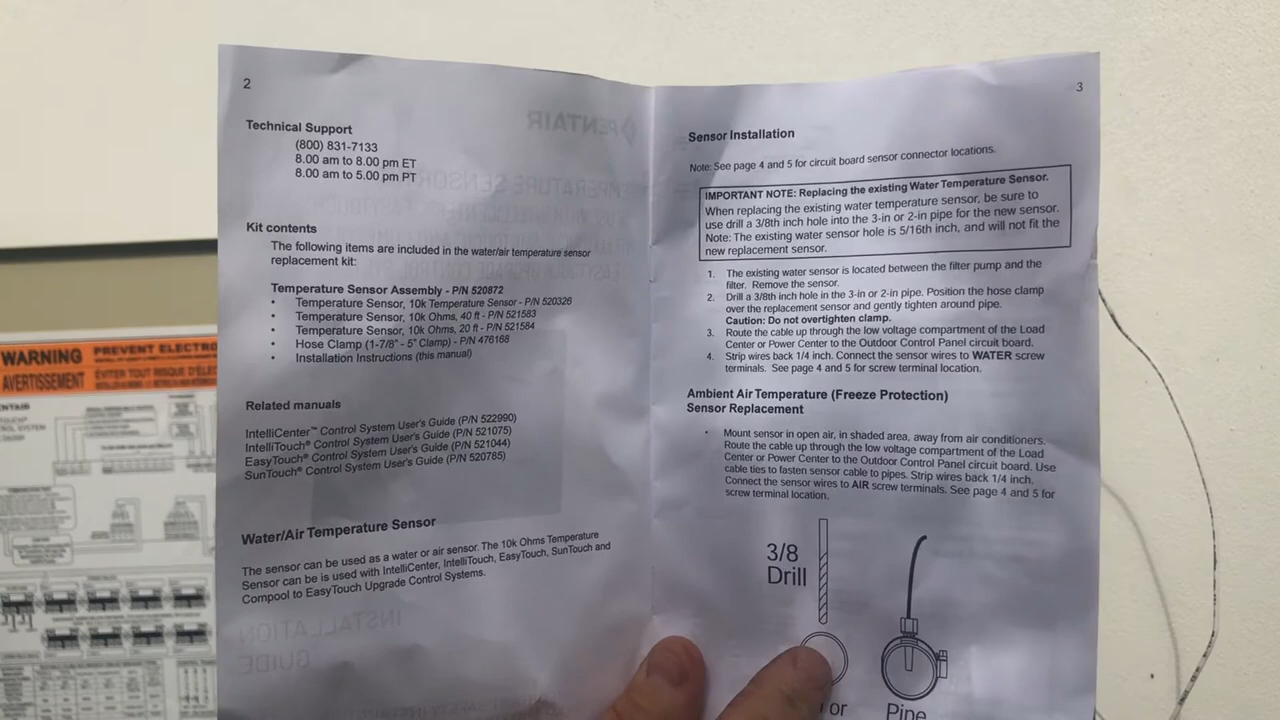 2
Technical Support
(800) 831-7133
8.00 am to 8.00 pm ET
8.00 am to 5.00 pm PT
Kit contents
The following items are included in the water/air temperature sensor
replacement kit:
Temperature Sensor Assembly - P/N 520872
• Temperature Sensor, 10k Temperature Sensor - P/N 520326
• Temperature Sensor, 10k Ohms, 40 ft - P/N 521583
• Temperature Sensor, 10k Ohms, 20 ft - P/N 521584
• Hose Clamp (1-7/8" - 5" Clamp) - P/N 476168
• Installation Instructions (this manual)
Related manuals
IntelliCenter™ Control System User's Guide (P/N 522990)
IntelliTouch® Control System User's Guide (P/N 521075)
EasyTouch® Control System User's Guide (P/N 521044)
SunTouch® Control System User's Guide (P/N 520785)
Water/Air Temperature Sensor
The sensor can be used as a water or air sensor. The 10k Ohms Temperature
Sensor can be is used with IntelliCenter, IntelliTouch, EasyTouch, SunTouch and
Compool to EasyTouch Upgrade Control Systems.
3
Sensor Installation
Note: See page 4 and 5 for circuit board sensor connector locations.
IMPORTANT NOTE: Replacing the existing Water Temperature Sensor.
When replacing the existing water temperature sensor, be sure to
use drill a 3/8th inch hole into the 3-in or 2-in pipe for the new sensor.
Note: The existing water sensor hole is 5/16th inch, and will not fit the
new replacement sensor.
1. The existing water sensor is located between the filter pump and the
filter. Remove the sensor.
2. Drill a 3/8th inch hole in the 3-in or 2-in pipe. Position the hose clamp
over the replacement sensor and gently tighten around pipe.
Caution: Do not overtighten clamp.
3. Route the cable up through the low voltage compartment of the Load
Center or Power Center to the Outdoor Control Panel circuit board.
4. Strip wires back 1/4 inch. Connect the sensor wires to WATER screw
terminals. See page 4 and 5 for screw terminal location.
Ambient Air Temperature (Freeze Protection)
Sensor Replacement
• Mount sensor in open air, in shaded area, away from air conditioners.
Route the cable up through the low voltage compartment of the Load
Center or Power Center to the Outdoor Control Panel circuit board. Use
cable ties to fasten sensor cable to pipes. Strip wires back 1/4 inch.
Connect the sensor wires to AIR screw terminals. See page 4 and 5 for
screw terminal location.
3/8
Drill
or
Pipe
WARNING
PREVENT ELECTRO
AVERTISSEMENT
ÉVITER TOUT RISQUE D'ÉLEC